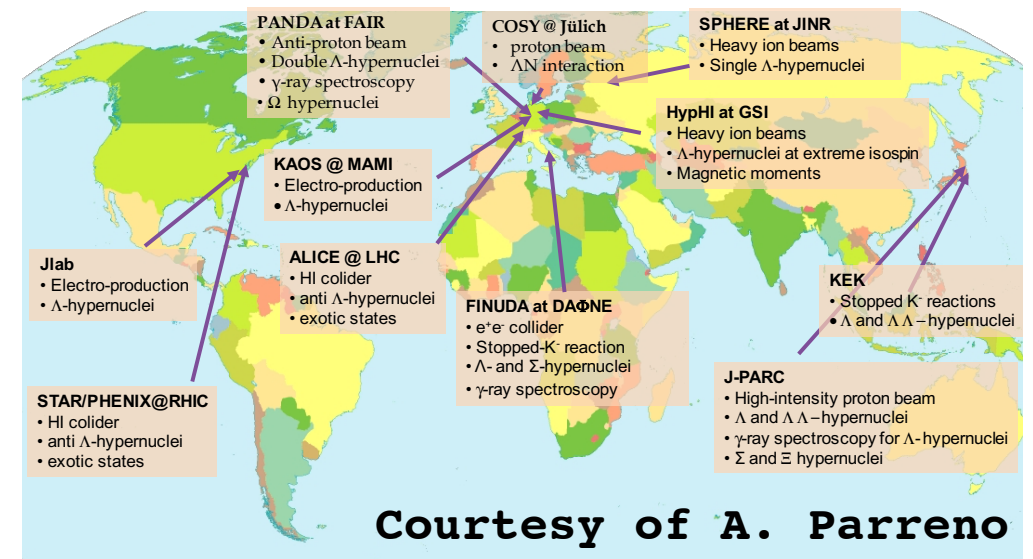 PANDA at FAIR
• Anti-proton beam
• Double Λ-hypernuclei
• γ-ray spectroscopy
• Ω hypernuclei
COSY @ Jülich
• proton beam
• ΛN interaction
SPHERE at JINR
• Heavy ion beams
• Single Λ-hypernuclei
HypHI at GSI
• Heavy ion beams
• Λ-hypernuclei at extreme isospin
• Magnetic moments
KAOS @ MAMI
• Electro-production
• Λ-hypernuclei
Jlab
• Electro-production
• Λ-hypernuclei
ALICE @ LHC
• HI colider
• anti Λ-hypernuclei
• exotic states
FINUDA at DAΦNE
• e⁺e⁻ collider
• Stopped-K⁻ reaction
• Λ- and Σ-hypernuclei
• γ-ray spectroscopy
KEK
• Stopped K⁻ reactions
• Λ and Λ Λ – hypernuclei
STAR/PHENIX@RHIC
• HI colider
• anti Λ-hypernuclei
• exotic states
J-PARC
• High-intensity proton beam
• Λ and Λ Λ – hypernuclei
• γ-ray spectroscopy for Λ- hypernuclei
• Σ and Ξ hypernuclei
Courtesy of A. Parreno